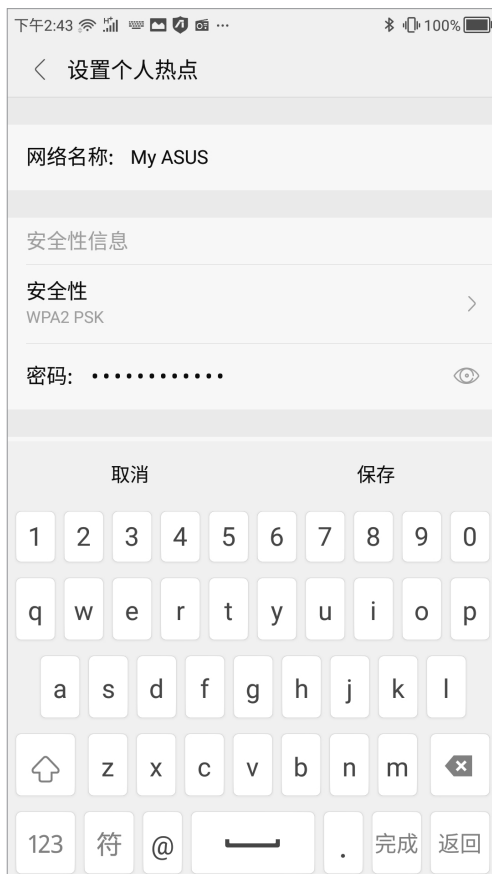 下午2:43 ··· 100%
设置个人热点
网络名称: My ASUS
安全性信息
安全性
WPA2 PSK
密码: ••••••••••••
取消 保存
1 2 3 4 5 6 7 8 9 0
q w e r t y u i o p
a s d f g h j k l
z x c v b n m
123 符 @ . 完成 返回